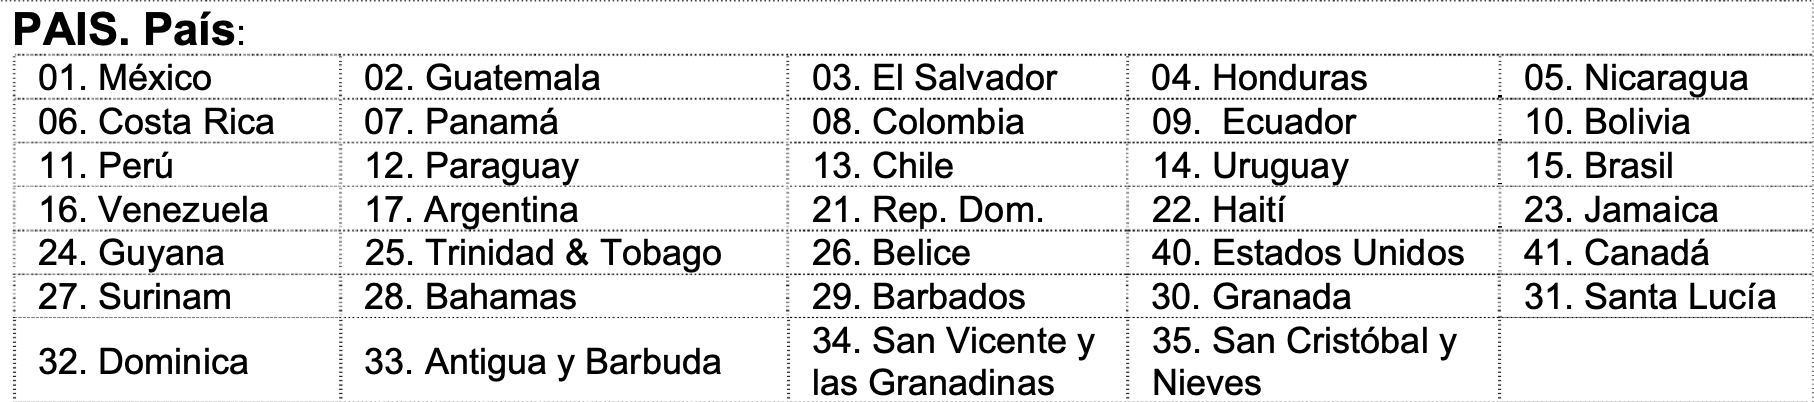 PAIS. País:
01. México 02. Guatemala 03. El Salvador 04. Honduras 05. Nicaragua
06. Costa Rica 07. Panamá 08. Colombia 09.  Ecuador 10. Bolivia
11. Perú 12. Paraguay 13. Chile 14. Uruguay 15. Brasil
16. Venezuela 17. Argentina 21. Rep. Dom. 22. Haití 23. Jamaica
24. Guyana 25. Trinidad & Tobago 26. Belice 40. Estados Unidos 41. Canadá
27. Surinam 28. Bahamas 29. Barbados 30. Granada 31. Santa Lucía
32. Dominica 33. Antigua y Barbuda 34. San Vicente y
las Granadinas 35. San Cristóbal y
Nieves